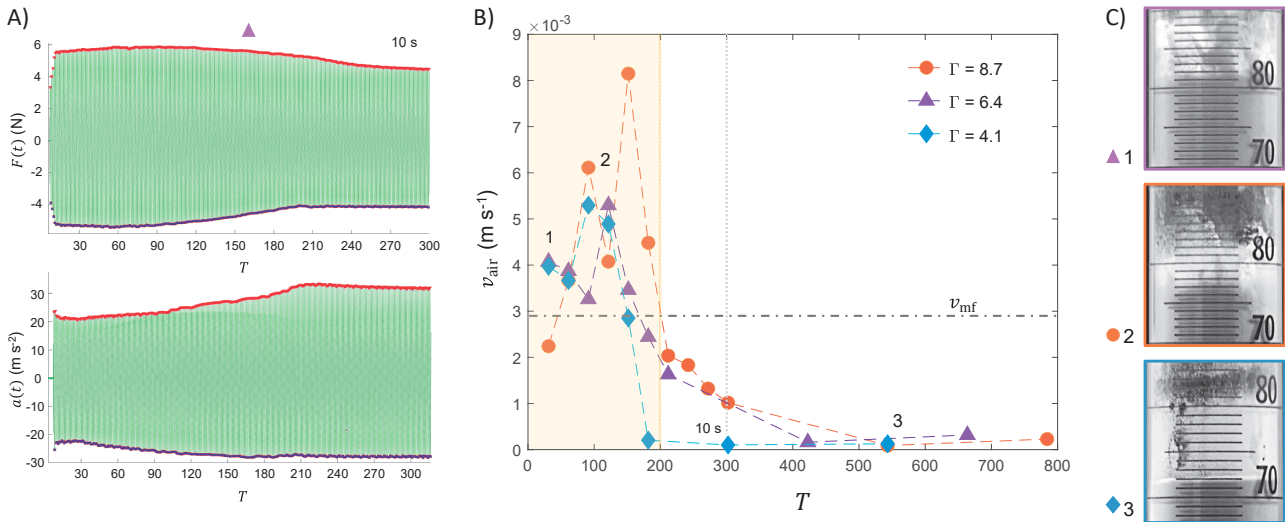 A)
10 s
F(t) (N)
6
4
2
0
-2
-4
30 60 90 120 150 180 210 240 270 300
T
a(t) (m s⁻²)
30
20
10
0
-10
-20
-30
30 60 90 120 150 180 210 240 270 300
T
B)
×10⁻³
v_air (m s⁻¹)
9
8
7
6
5
4
3
2
1
0
Γ = 8.7
Γ = 6.4
Γ = 4.1
1
2
3
v_mf
10 s
0 100 200 300 400 500 600 700 800
T
C)
80
70
1
80
70
2
80
70
3